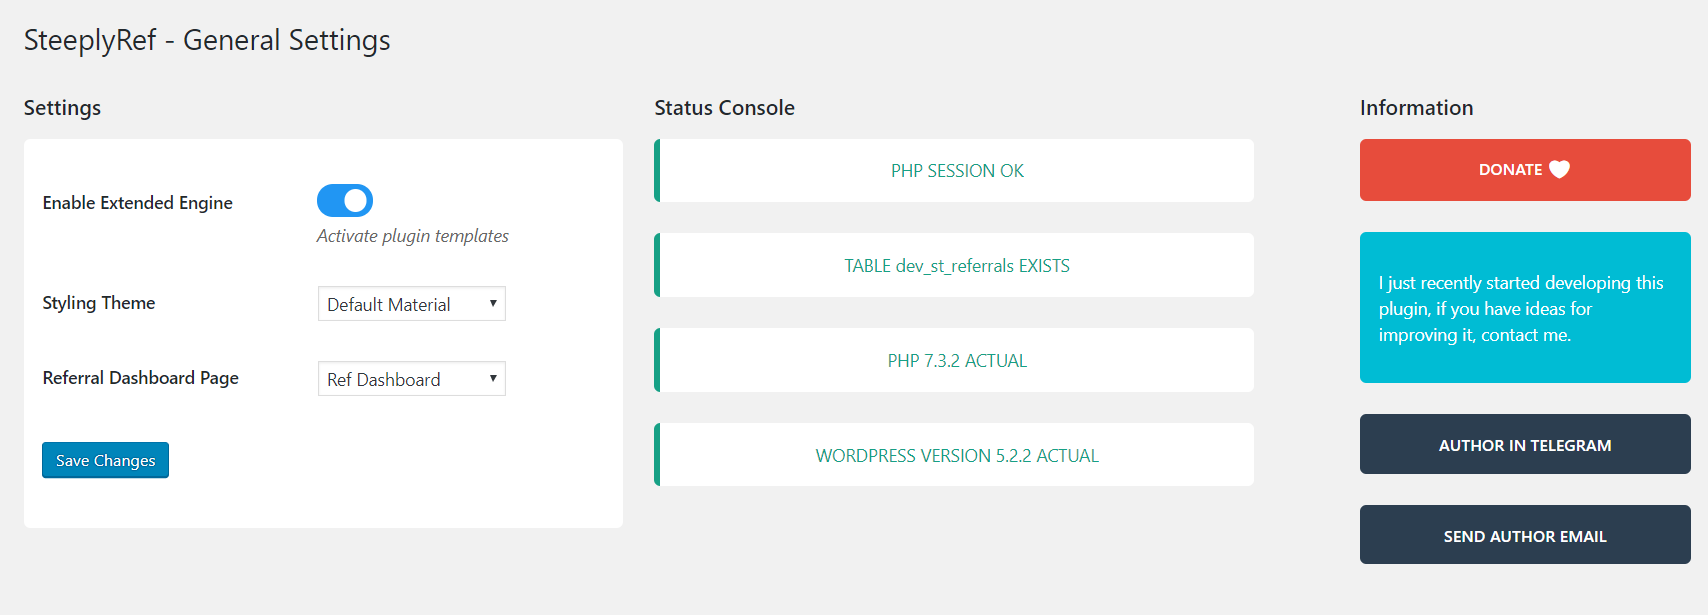 SteeplyRef - General Settings
Settings
Enable Extended Engine
Activate plugin templates
Styling Theme
Default Material
Referral Dashboard Page
Ref Dashboard
Save Changes
Status Console
PHP SESSION OK
TABLE dev_st_referrals EXISTS
PHP 7.3.2 ACTUAL
WORDPRESS VERSION 5.2.2 ACTUAL
Information
DONATE
I just recently started developing this
plugin, if you have ideas for
improving it, contact me.
AUTHOR IN TELEGRAM
SEND AUTHOR EMAIL